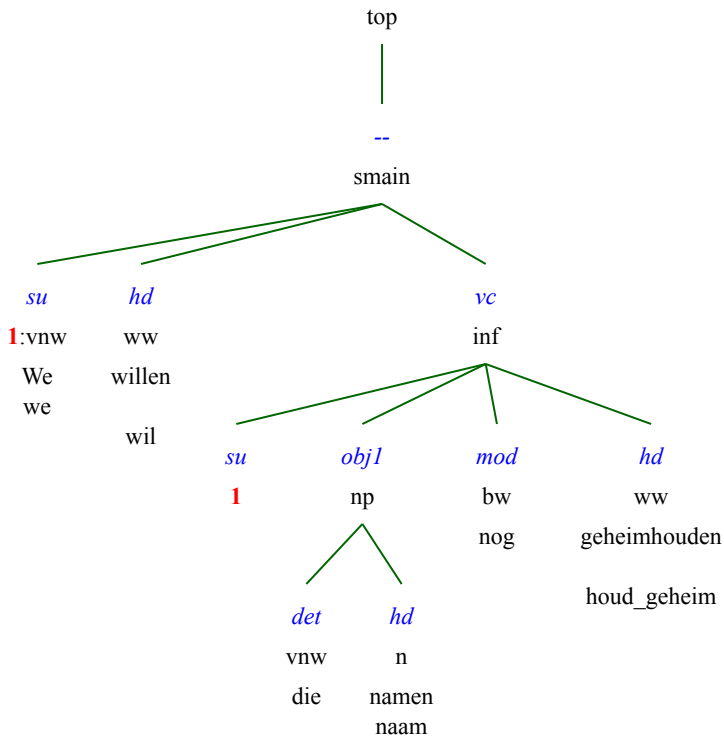 top
--
smain
su hd vc
1:vnw ww inf
We willen
we
wil
su obj1 mod hd
1 np bw ww
nog geheimhouden
houd_geheim
det hd
vnw n
die namen
naam